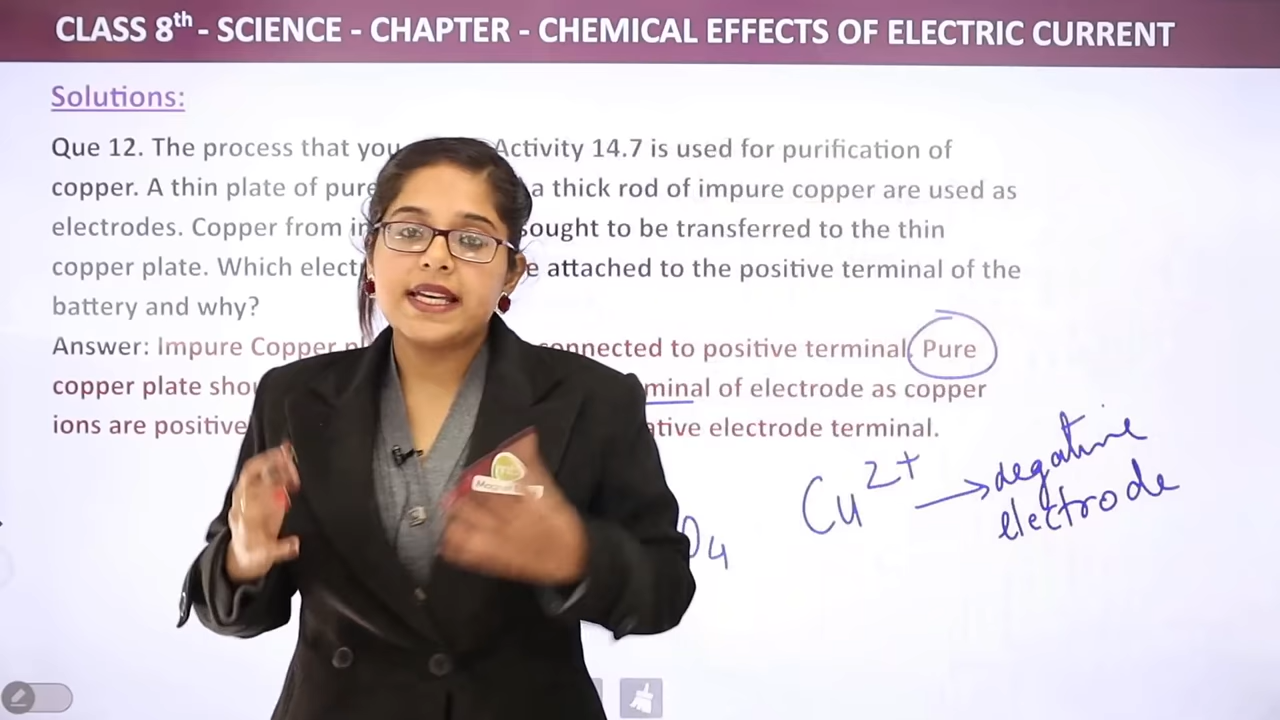 CLASS 8th - SCIENCE - CHAPTER - CHEMICAL EFFECTS OF ELECTRIC CURRENT
Solutions:
Que 12. The process that you Activity 14.7 is used for purification of
copper. A thin plate of pure a thick rod of impure copper are used as
electrodes. Copper from sought to be transferred to the thin
copper plate. Which attached to the positive terminal of the
battery and why?
Answer: Impure Copper connected to positive terminal. Pure
copper plate of electrode as copper
ions are electrode terminal.
Cu2+ → negative
electrode
4